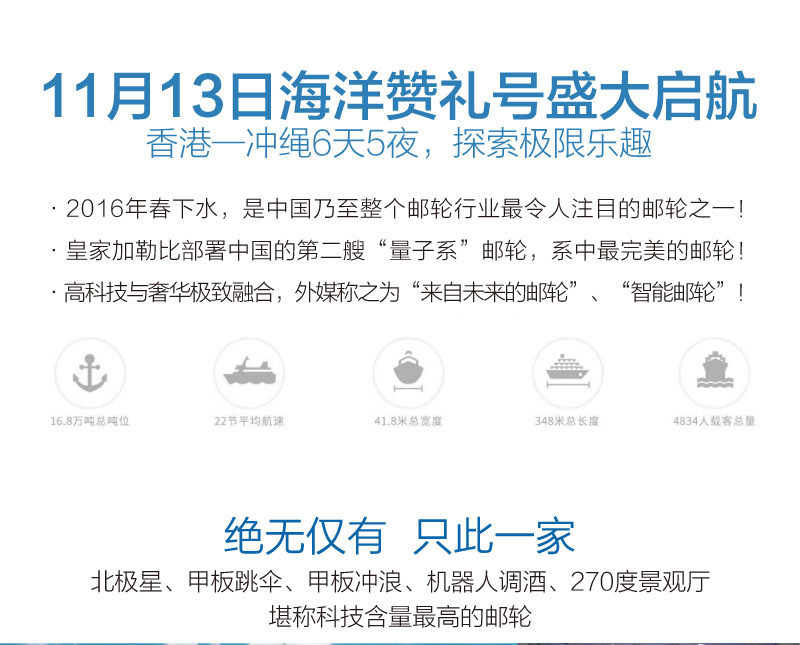 11月13日海洋赞礼号盛大启航
香港—冲绳6天5夜，探索极限乐趣
· 2016年春下水，是中国乃至整个邮轮行业最令人注目的邮轮之一！
· 皇家加勒比部署中国的第二艘“量子系”邮轮，系中最完美的邮轮！
· 高科技与奢华极致融合，外媒称之为“来自未来的邮轮”、“智能邮轮”！
16.8万吨总吨位
22节平均航速
41.8米总宽度
348米总长度
4834人载客总量
绝无仅有 只此一家
北极星、甲板跳伞、甲板冲浪、机器人调酒、270度景观厅
堪称科技含量最高的邮轮